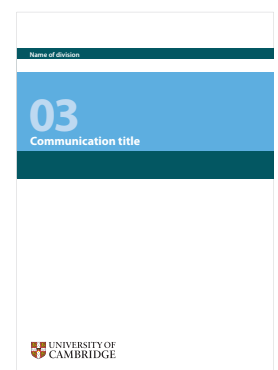 Name of division
03
Communication title
UNIVERSITY OF
CAMBRIDGE